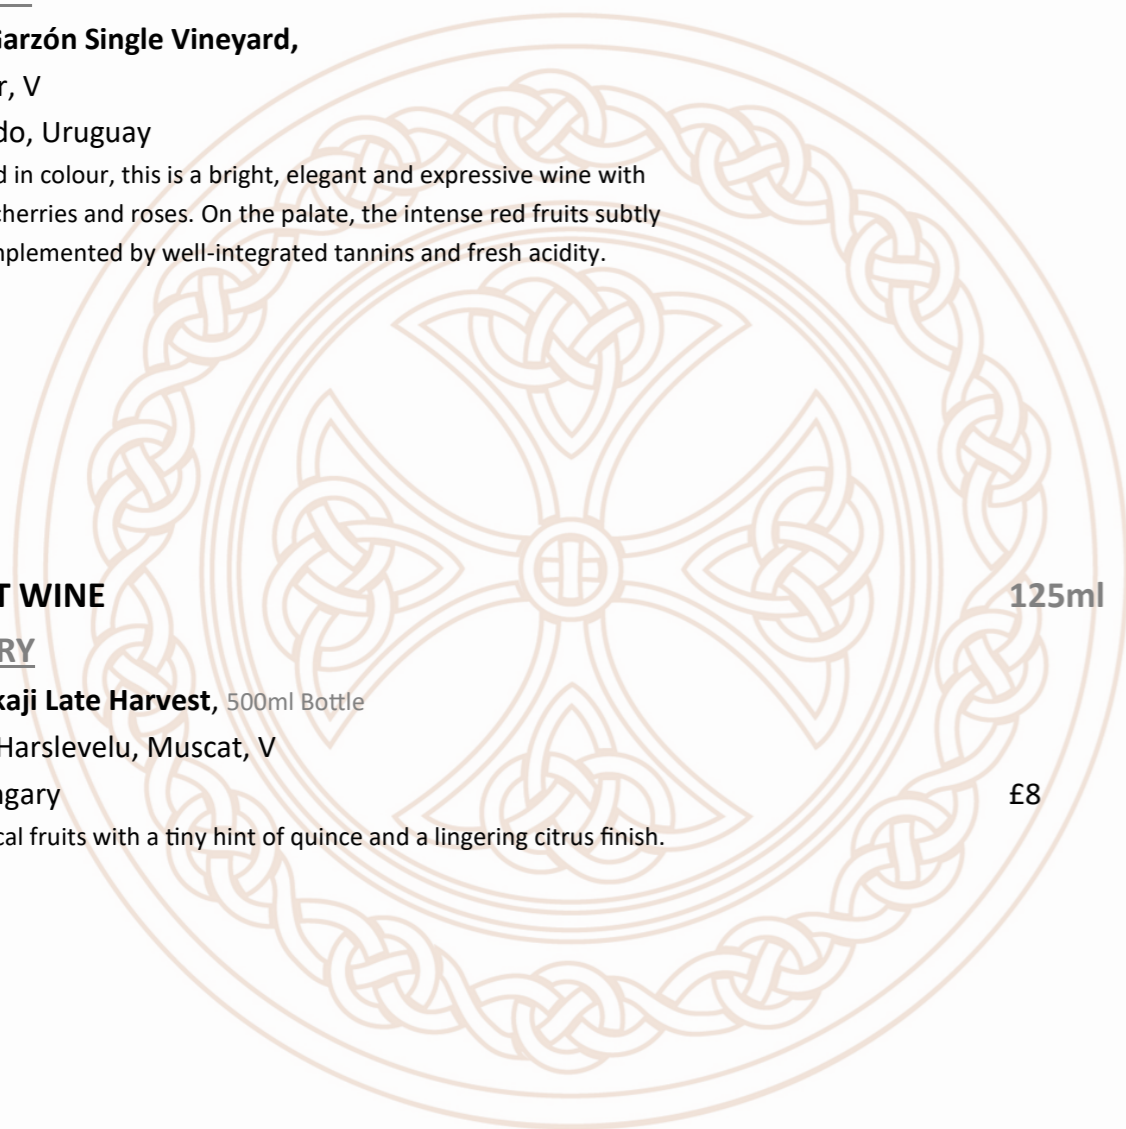 Garzón Single Vineyard,
r, V
do, Uruguay
d in colour, this is a bright, elegant and expressive wine with
cherries and roses. On the palate, the intense red fruits subtly
mplemented by well-integrated tannins and fresh acidity.
T WINE 125ml
RY
kaji Late Harvest, 500ml Bottle
Harslevelu, Muscat, V
ngary £8
cal fruits with a tiny hint of quince and a lingering citrus finish.